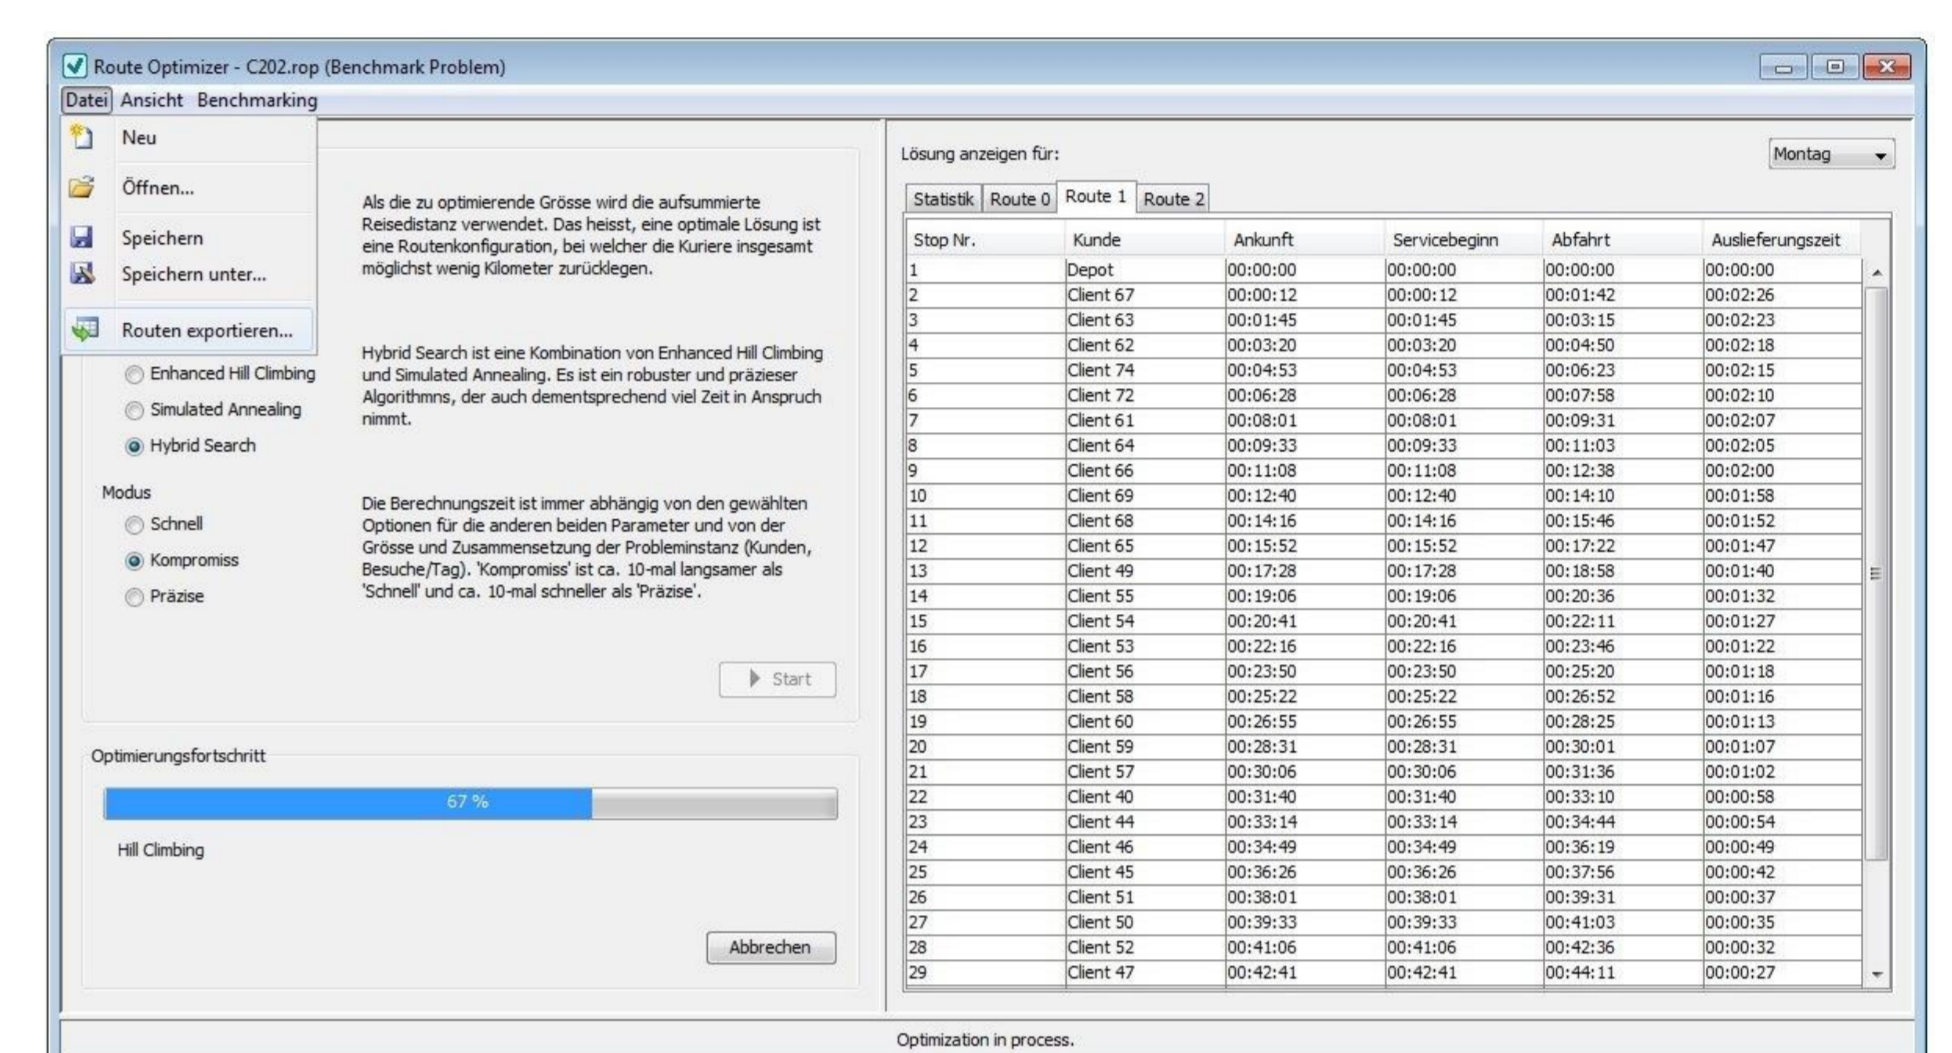 Route Optimizer - C202.rop (Benchmark Problem)
Datei Ansicht Benchmarking
Neu
Öffnen...
Speichern
Speichern unter...
Routen exportieren...
Als die zu optimierende Grösse wird die aufsummierte
Reisedistanz verwendet. Das heisst, eine optimale Lösung ist
eine Routenkonfiguration, bei welcher die Kuriere insgesamt
möglichst wenig Kilometer zurücklegen.
Enhanced Hill Climbing
Simulated Annealing
Hybrid Search
Hybrid Search ist eine Kombination von Enhanced Hill Climbing
und Simulated Annealing. Es ist ein robuster und präzieser
Algorithmns, der auch dementsprechend viel Zeit in Anspruch
nimmt.
Modus
Schnell
Kompromiss
Präzise
Die Berechnungszeit ist immer abhängig von den gewählten
Optionen für die anderen beiden Parameter und von der
Grösse und Zusammensetzung der Probleminstanz (Kunden,
Besuche/Tag). 'Kompromiss' ist ca. 10-mal langsamer als
'Schnell' und ca. 10-mal schneller als 'Präzise'.
Start
Optimierungsfortschritt
67 %
Hill Climbing
Abbrechen
Lösung anzeigen für: Montag
Statistik Route 0 Route 1 Route 2
Stop Nr. Kunde Ankunft Servicebeginn Abfahrt Auslieferungszeit
1 Depot 00:00:00 00:00:00 00:00:00 00:00:00
2 Client 67 00:00:12 00:00:12 00:01:42 00:02:26
3 Client 63 00:01:45 00:01:45 00:03:15 00:02:23
4 Client 62 00:03:20 00:03:20 00:04:50 00:02:18
5 Client 74 00:04:53 00:04:53 00:06:23 00:02:15
6 Client 72 00:06:28 00:06:28 00:07:58 00:02:10
7 Client 61 00:08:01 00:08:01 00:09:31 00:02:07
8 Client 64 00:09:33 00:09:33 00:11:03 00:02:05
9 Client 66 00:11:08 00:11:08 00:12:38 00:02:00
10 Client 69 00:12:40 00:12:40 00:14:10 00:01:58
11 Client 68 00:14:16 00:14:16 00:15:46 00:01:52
12 Client 65 00:15:52 00:15:52 00:17:22 00:01:47
13 Client 49 00:17:28 00:17:28 00:18:58 00:01:40
14 Client 55 00:19:06 00:19:06 00:20:36 00:01:32
15 Client 54 00:20:41 00:20:41 00:22:11 00:01:27
16 Client 53 00:22:16 00:22:16 00:23:46 00:01:22
17 Client 56 00:23:50 00:23:50 00:25:20 00:01:18
18 Client 58 00:25:22 00:25:22 00:26:52 00:01:16
19 Client 60 00:26:55 00:26:55 00:28:25 00:01:13
20 Client 59 00:28:31 00:28:31 00:30:01 00:01:07
21 Client 57 00:30:06 00:30:06 00:31:36 00:01:02
22 Client 40 00:31:40 00:31:40 00:33:10 00:00:58
23 Client 44 00:33:14 00:33:14 00:34:44 00:00:54
24 Client 46 00:34:49 00:34:49 00:36:19 00:00:49
25 Client 45 00:36:26 00:36:26 00:37:56 00:00:42
26 Client 51 00:38:01 00:38:01 00:39:31 00:00:37
27 Client 50 00:39:33 00:39:33 00:41:03 00:00:35
28 Client 52 00:41:06 00:41:06 00:42:36 00:00:32
29 Client 47 00:42:41 00:42:41 00:44:11 00:00:27
Optimization in process.